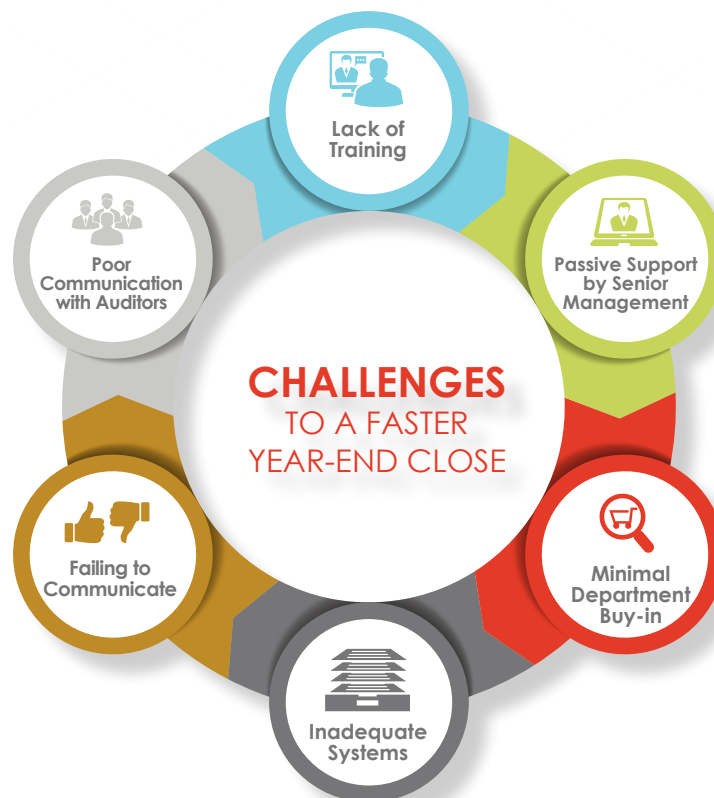 Lack of
Training
Poor
Communication
with Auditors
Passive Support
by Senior
Management
CHALLENGES
TO A FASTER
YEAR-END CLOSE
Failing to
Communicate
Minimal
Department
Buy-in
Inadequate
Systems